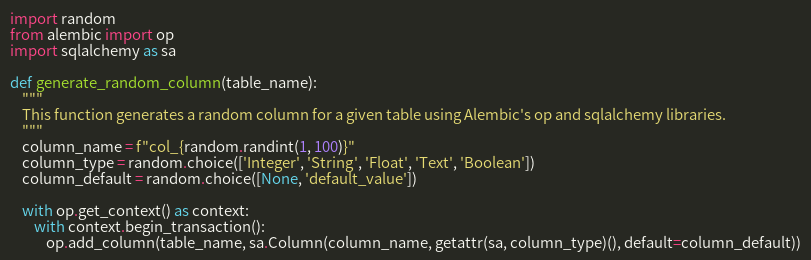 import random
from alembic import op
import sqlalchemy as sa

def generate_random_column(table_name):
    """
    This function generates a random column for a given table using Alembic's op and sqlalchemy libraries.
    """
    column_name = f"col_{random.randint(1, 100)}"
    column_type = random.choice(['Integer', 'String', 'Float', 'Text', 'Boolean'])
    column_default = random.choice([None, 'default_value'])

    with op.get_context() as context:
        with context.begin_transaction():
            op.add_column(table_name, sa.Column(column_name, getattr(sa, column_type)(), default=column_default))